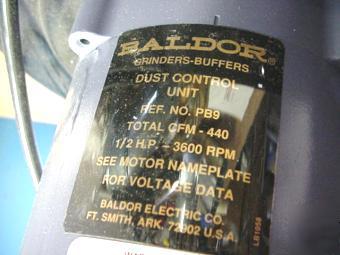 BALDOR®
GRINDERS-BUFFERS
DUST CONTROL
UNIT
REF. NO. PB9
TOTAL CFM - 440
1/2 H.P. - 3600 RPM
SEE MOTOR NAMEPLATE
FOR VOLTAGE DATA
BALDOR ELECTRIC CO.
FT. SMITH, ARK. 72902 U.S.A.
LB1058